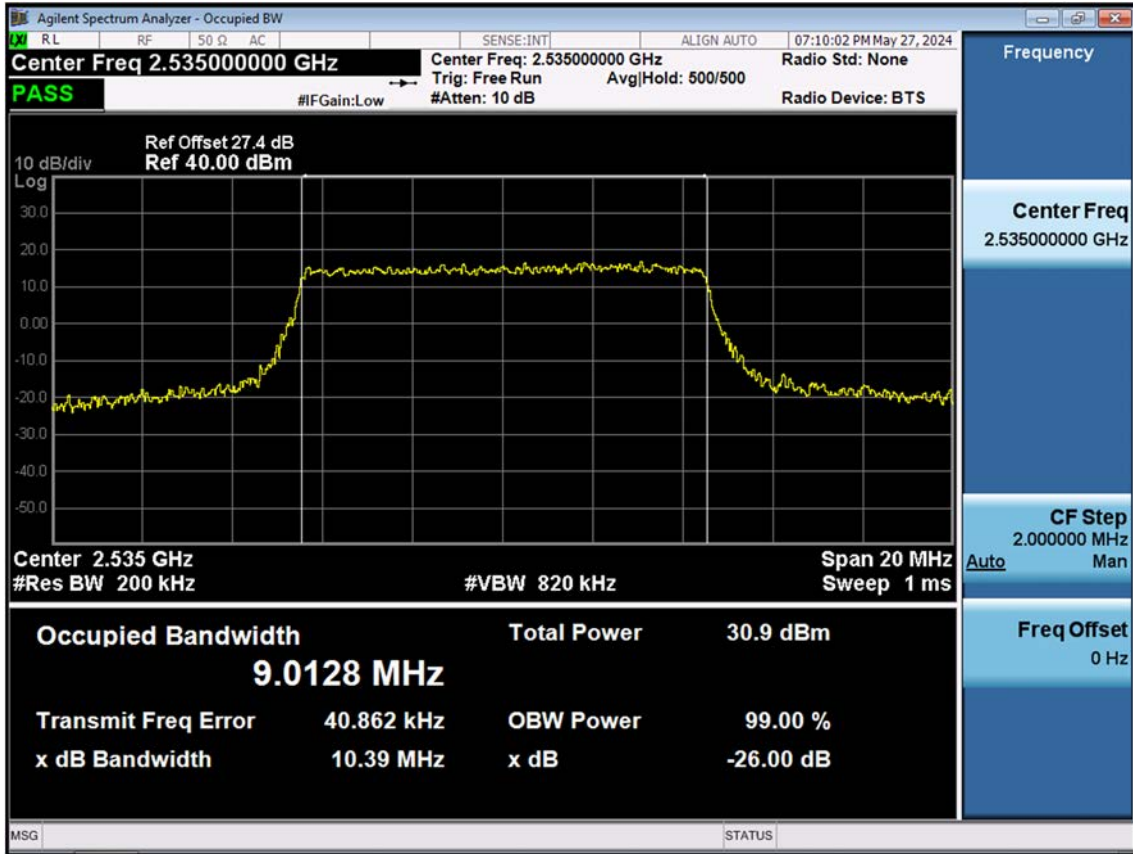 Agilent Spectrum Analyzer - Occupied BW
LXI RL RF 50 Ω AC SENSE:INT ALIGN AUTO 07:10:02 PM May 27, 2024
Center Freq 2.535000000 GHz
PASS
#IFGain:Low
Center Freq: 2.535000000 GHz
Trig: Free Run Avg|Hold: 500/500
#Atten: 10 dB
Radio Std: None
Radio Device: BTS
Ref Offset 27.4 dB
10 dB/div Ref 40.00 dBm
Log
30.0
20.0
10.0
0.00
-10.0
-20.0
-30.0
-40.0
-50.0
Center 2.535 GHz Span 20 MHz
#Res BW 200 kHz #VBW 820 kHz Sweep 1 ms
Occupied Bandwidth Total Power 30.9 dBm
9.0128 MHz
Transmit Freq Error 40.862 kHz OBW Power 99.00 %
x dB Bandwidth 10.39 MHz x dB -26.00 dB
MSG STATUS
Frequency
Center Freq
2.535000000 GHz
CF Step
2.000000 MHz
Auto Man
Freq Offset
0 Hz